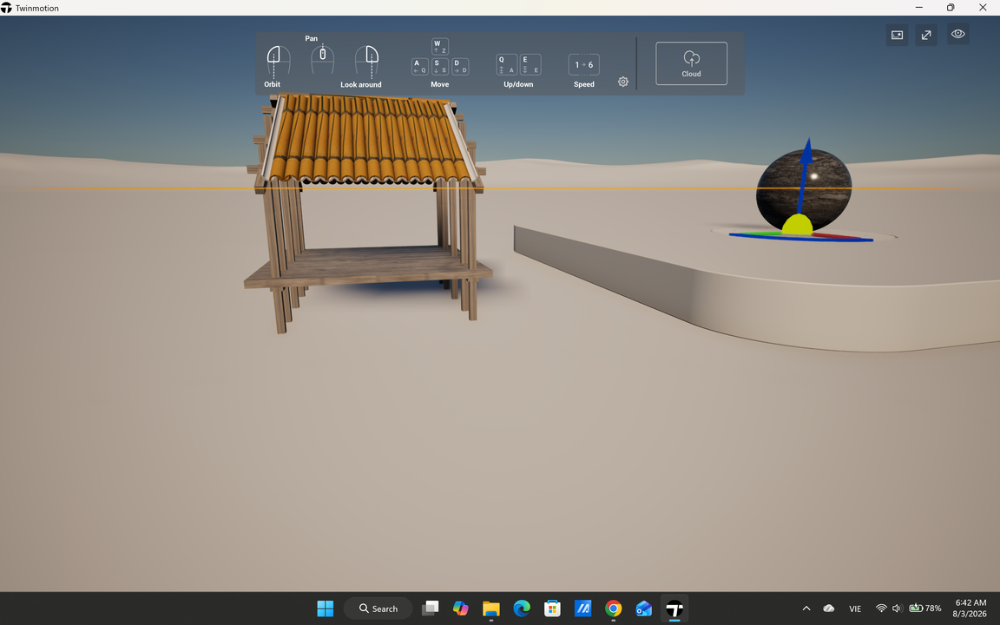 Twinmotion
Pan
Orbit
Look around
W
↑ Z
A
← Q
S
↓ S
D
→ D
Move
Q
A
E
E
Up/down
1 → 6
Speed
Cloud
Search
VIE
78%
6:42 AM
8/3/2026